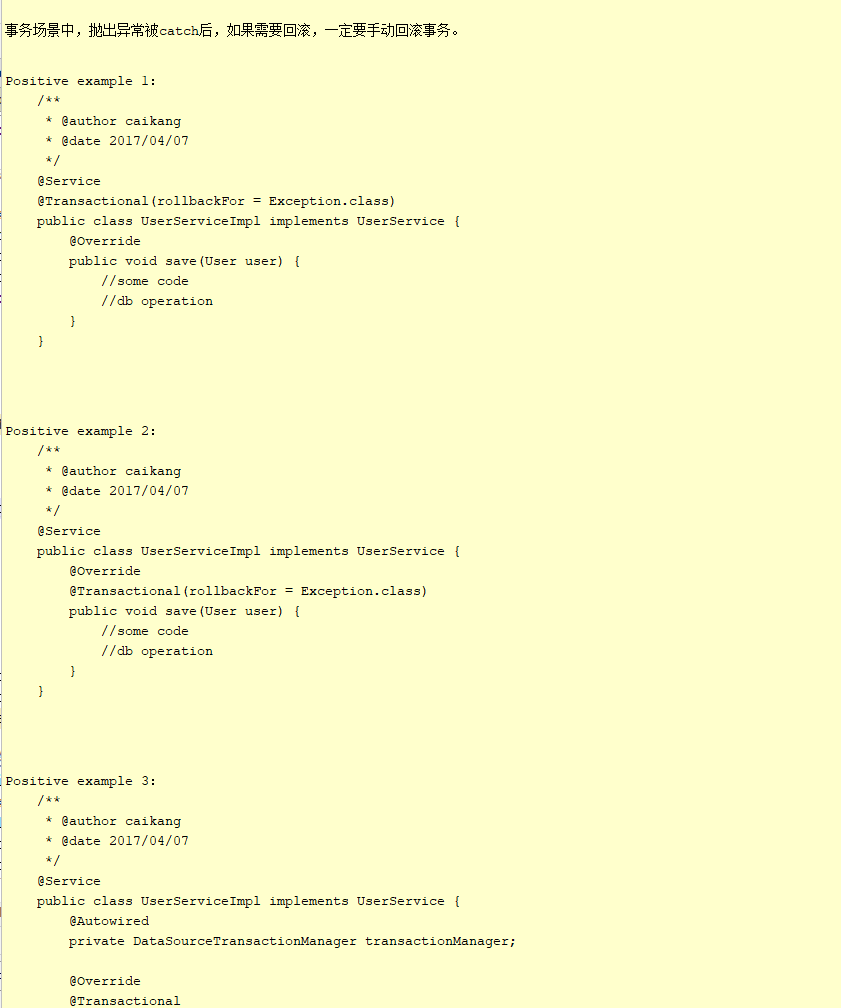 事务场景中，抛出异常被catch后，如果需要回滚，一定要手动回滚事务。
Positive example 1:
/**
* @author caikang
* @date 2017/04/07
*/
@Service
@Transactional(rollbackFor = Exception.class)
public class UserServiceImpl implements UserService {
@Override
public void save(User user) {
//some code
//db operation
}
}
Positive example 2:
/**
* @author caikang
* @date 2017/04/07
*/
@Service
public class UserServiceImpl implements UserService {
@Override
@Transactional(rollbackFor = Exception.class)
public void save(User user) {
//some code
//db operation
}
}
Positive example 3:
/**
* @author caikang
* @date 2017/04/07
*/
@Service
public class UserServiceImpl implements UserService {
@Autowired
private DataSourceTransactionManager transactionManager;
@Override
@Transactional